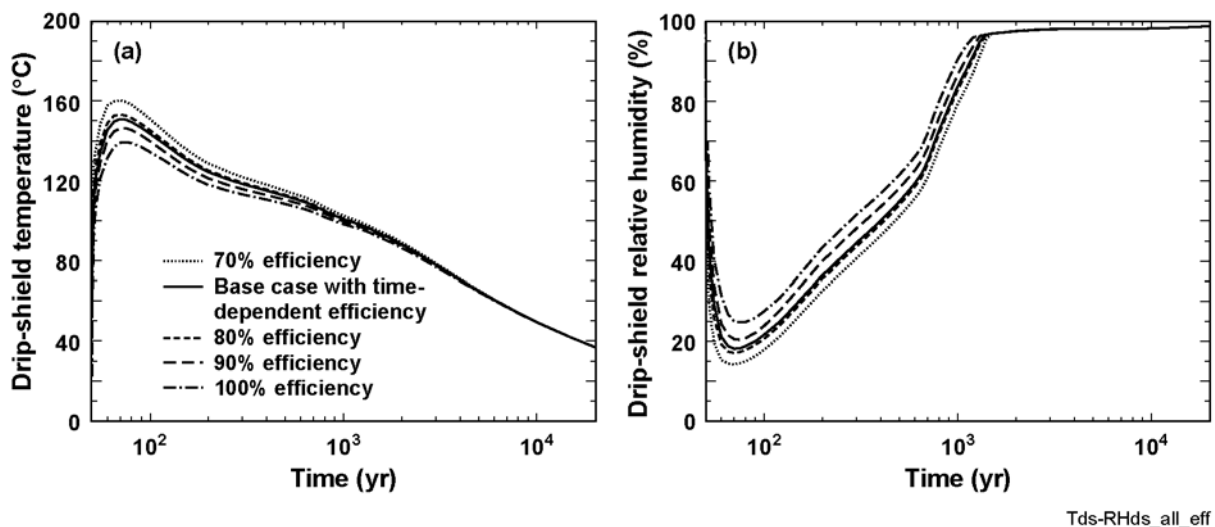 (a)
Drip-shield temperature (°C)
200
160
120
80
40
0
70% efficiency
Base case with time-
dependent efficiency
80% efficiency
90% efficiency
100% efficiency
10²
10³
10⁴
Time (yr)
(b)
Drip-shield relative humidity (%)
100
80
60
40
20
0
10²
10³
10⁴
Time (yr)
Tds-RHds_all_eff